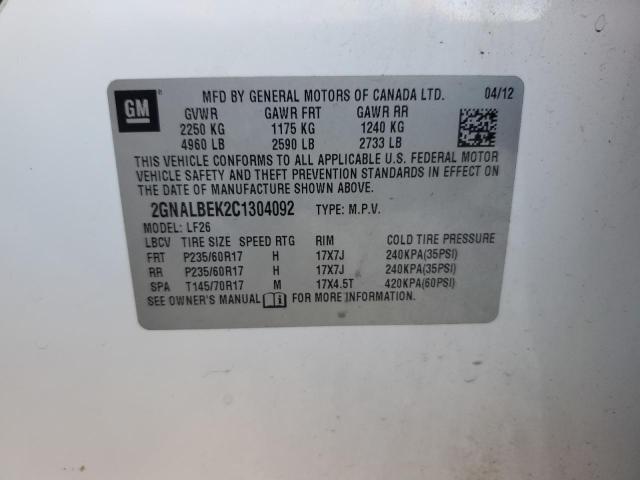 GM
MFD BY GENERAL MOTORS OF CANADA LTD. 04/12
GVWR GAWR FRT GAWR RR
2250 KG 1175 KG 1240 KG
4960 LB 2590 LB 2733 LB
THIS VEHICLE CONFORMS TO ALL APPLICABLE U.S. FEDERAL MOTOR
VEHICLE SAFETY AND THEFT PREVENTION STANDARDS IN EFFECT ON
THE DATE OF MANUFACTURE SHOWN ABOVE.
2GNALBEK2C1304092 TYPE: M.P.V.
MODEL: LF26
LBCV TIRE SIZE SPEED RTG RIM COLD TIRE PRESSURE
FRT P235/60R17 H 17X7J 240KPA(35PSI)
RR P235/60R17 H 17X7J 240KPA(35PSI)
SPA T145/70R17 M 17X4.5T 420KPA(60PSI)
SEE OWNER'S MANUAL FOR MORE INFORMATION.